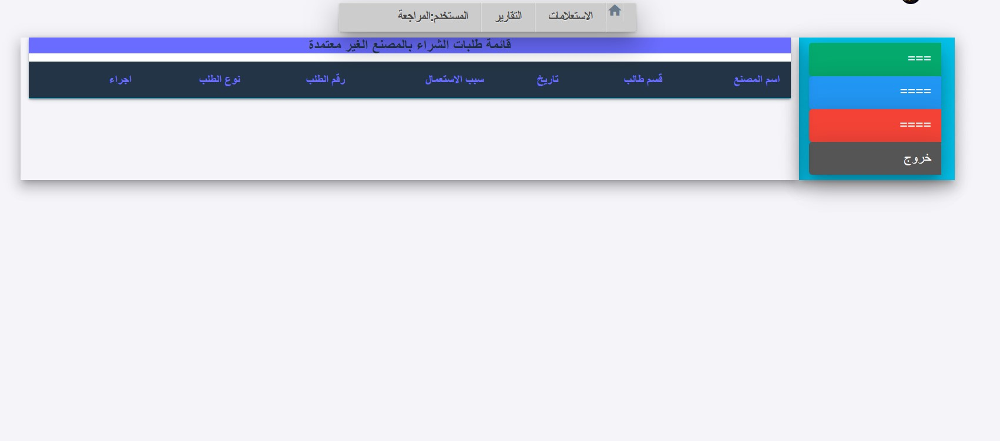 الاستعلامات التقارير المستخدم:المراجعة
قائمة طلبات الشراء بالمصنع الغير معتمدة
اسم المصنع قسم طالب تاريخ سبب الاستعمال رقم الطلب نوع الطلب اجراء
===
====
====
خروج